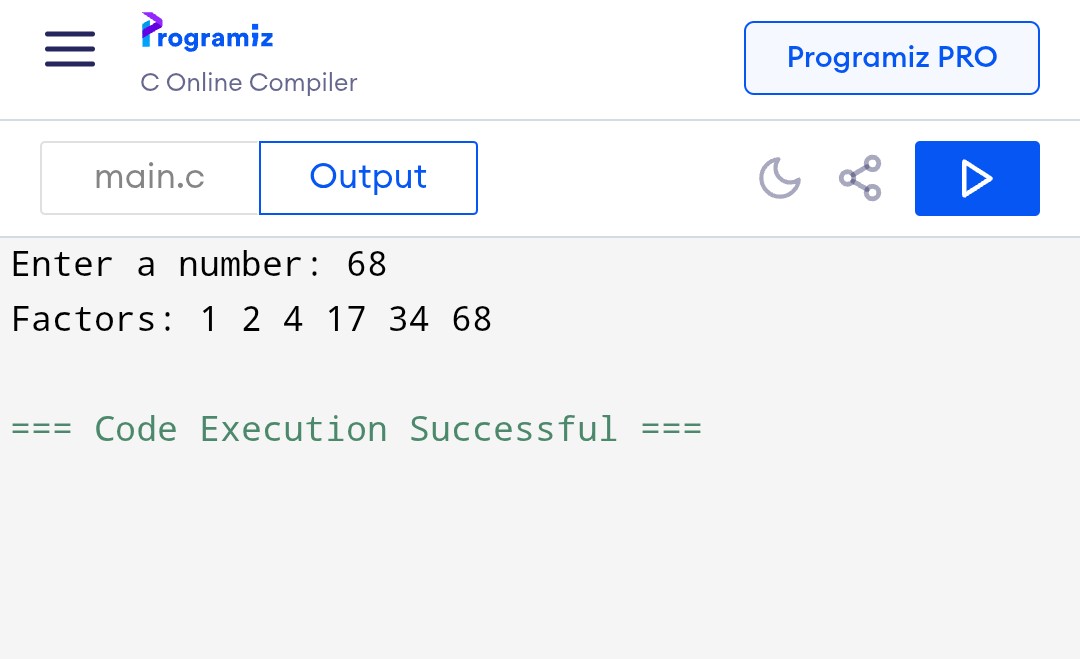 Programiz
C Online Compiler
Programiz PRO
main.c
Output
Enter a number: 68
Factors: 1 2 4 17 34 68
=== Code Execution Successful ===